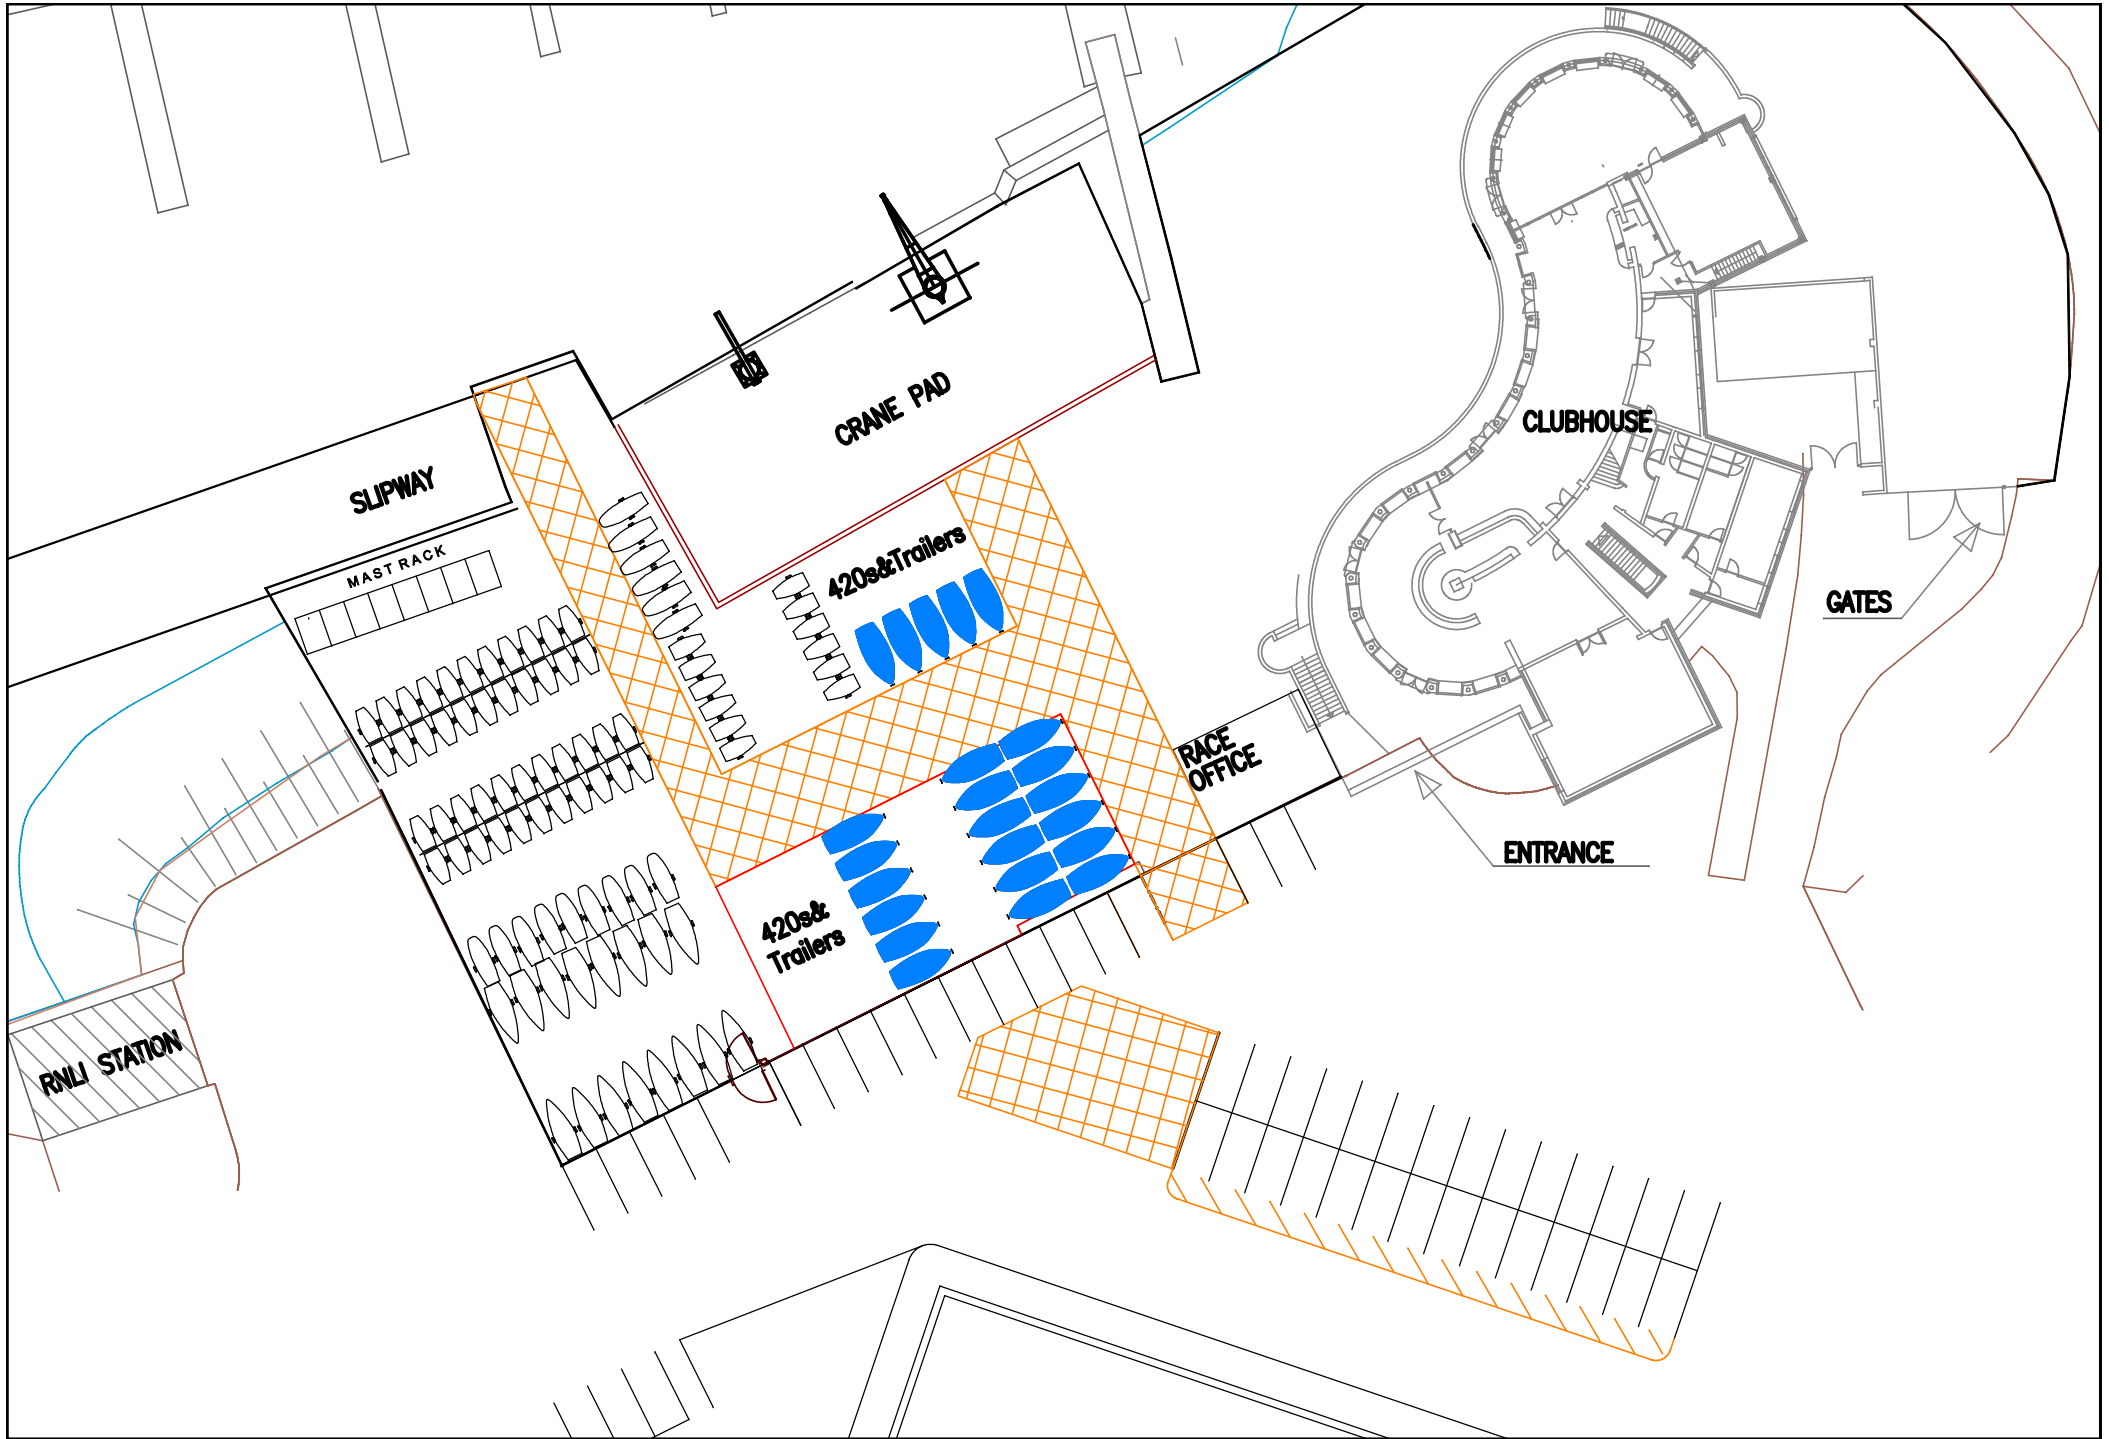 CRANE PAD
CLUBHOUSE
SLIPWAY
MAST RACK
420s&Trailers
GATES
RACE
OFFICE
ENTRANCE
420s&
Trailers
RNLI STATION